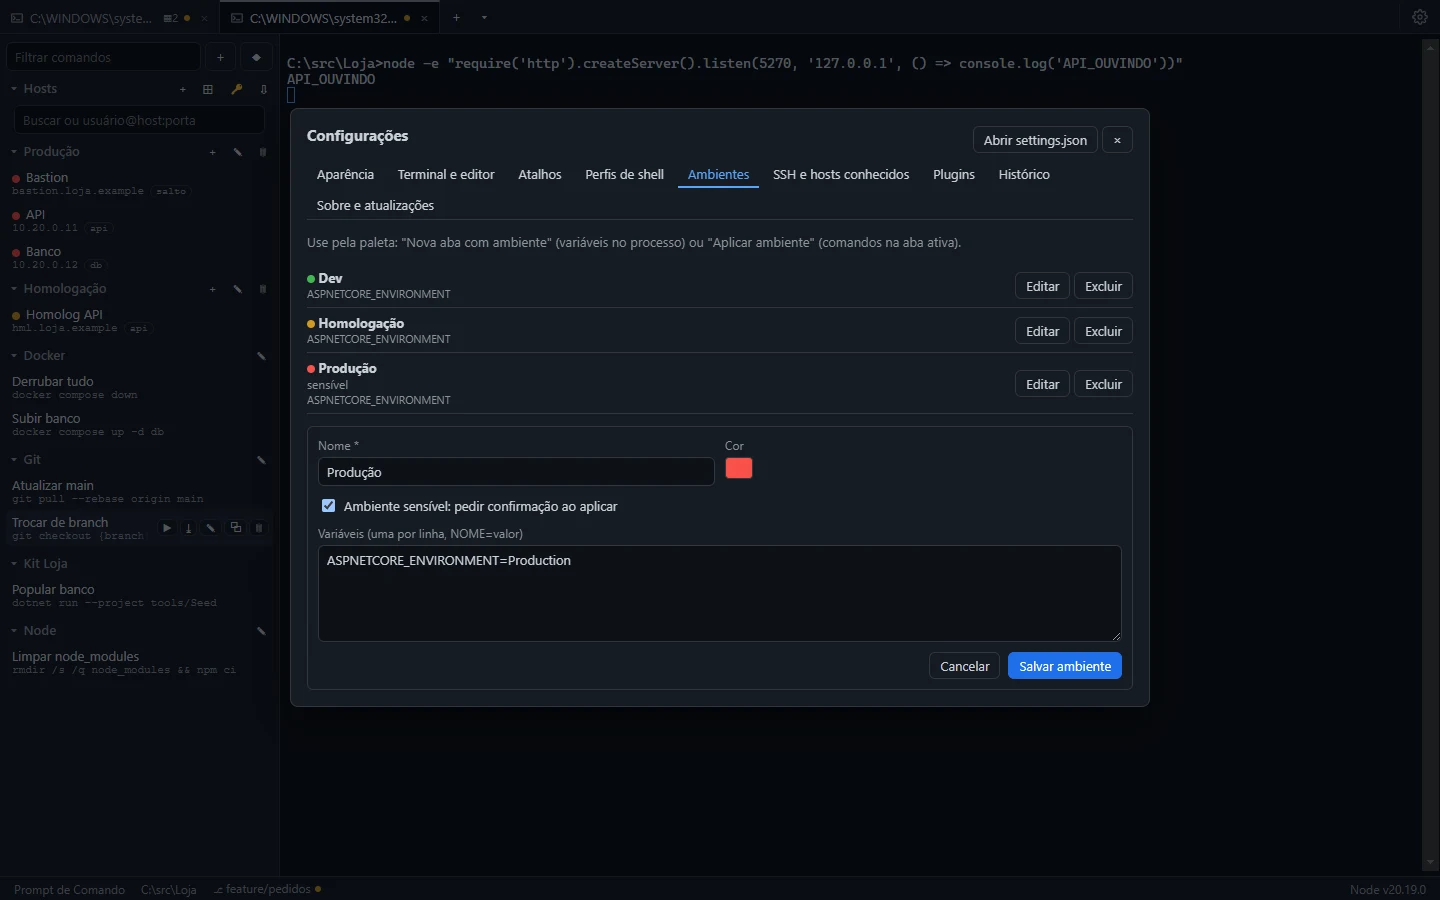 C:\WINDOWS\syste... 2
C:\WINDOWS\system32...
Filtrar comandos
Hosts
Buscar ou usuário@host:porta
Produção
Bastion
bastion.loja.example salto
API
10.20.0.11 api
Banco
10.20.0.12 db
Homologação
Homolog API
hml.loja.example api
Docker
Derrubar tudo
docker compose down
Subir banco
docker compose up -d db
Git
Atualizar main
git pull --rebase origin main
Trocar de branch
git checkout {branch
Kit Loja
Popular banco
dotnet run --project tools/Seed
Node
Limpar node_modules
rmdir /s /q node_modules && npm ci
C:\src\Loja>node -e "require('http').createServer().listen(5270, '127.0.0.1', () => console.log('API_OUVINDO'))"
API_OUVINDO
Configurações
Abrir settings.json
Aparência Terminal e editor Atalhos Perfis de shell Ambientes SSH e hosts conhecidos Plugins Histórico
Sobre e atualizações
Use pela paleta: "Nova aba com ambiente" (variáveis no processo) ou "Aplicar ambiente" (comandos na aba ativa).
Dev
ASPNETCORE_ENVIRONMENT
Editar Excluir
Homologação
ASPNETCORE_ENVIRONMENT
Editar Excluir
Produção
sensível
ASPNETCORE_ENVIRONMENT
Editar Excluir
Nome * Cor
Produção
Ambiente sensível: pedir confirmação ao aplicar
Variáveis (uma por linha, NOME=valor)
ASPNETCORE_ENVIRONMENT=Production
Cancelar Salvar ambiente
Prompt de Comando C:\src\Loja feature/pedidos Node v20.19.0